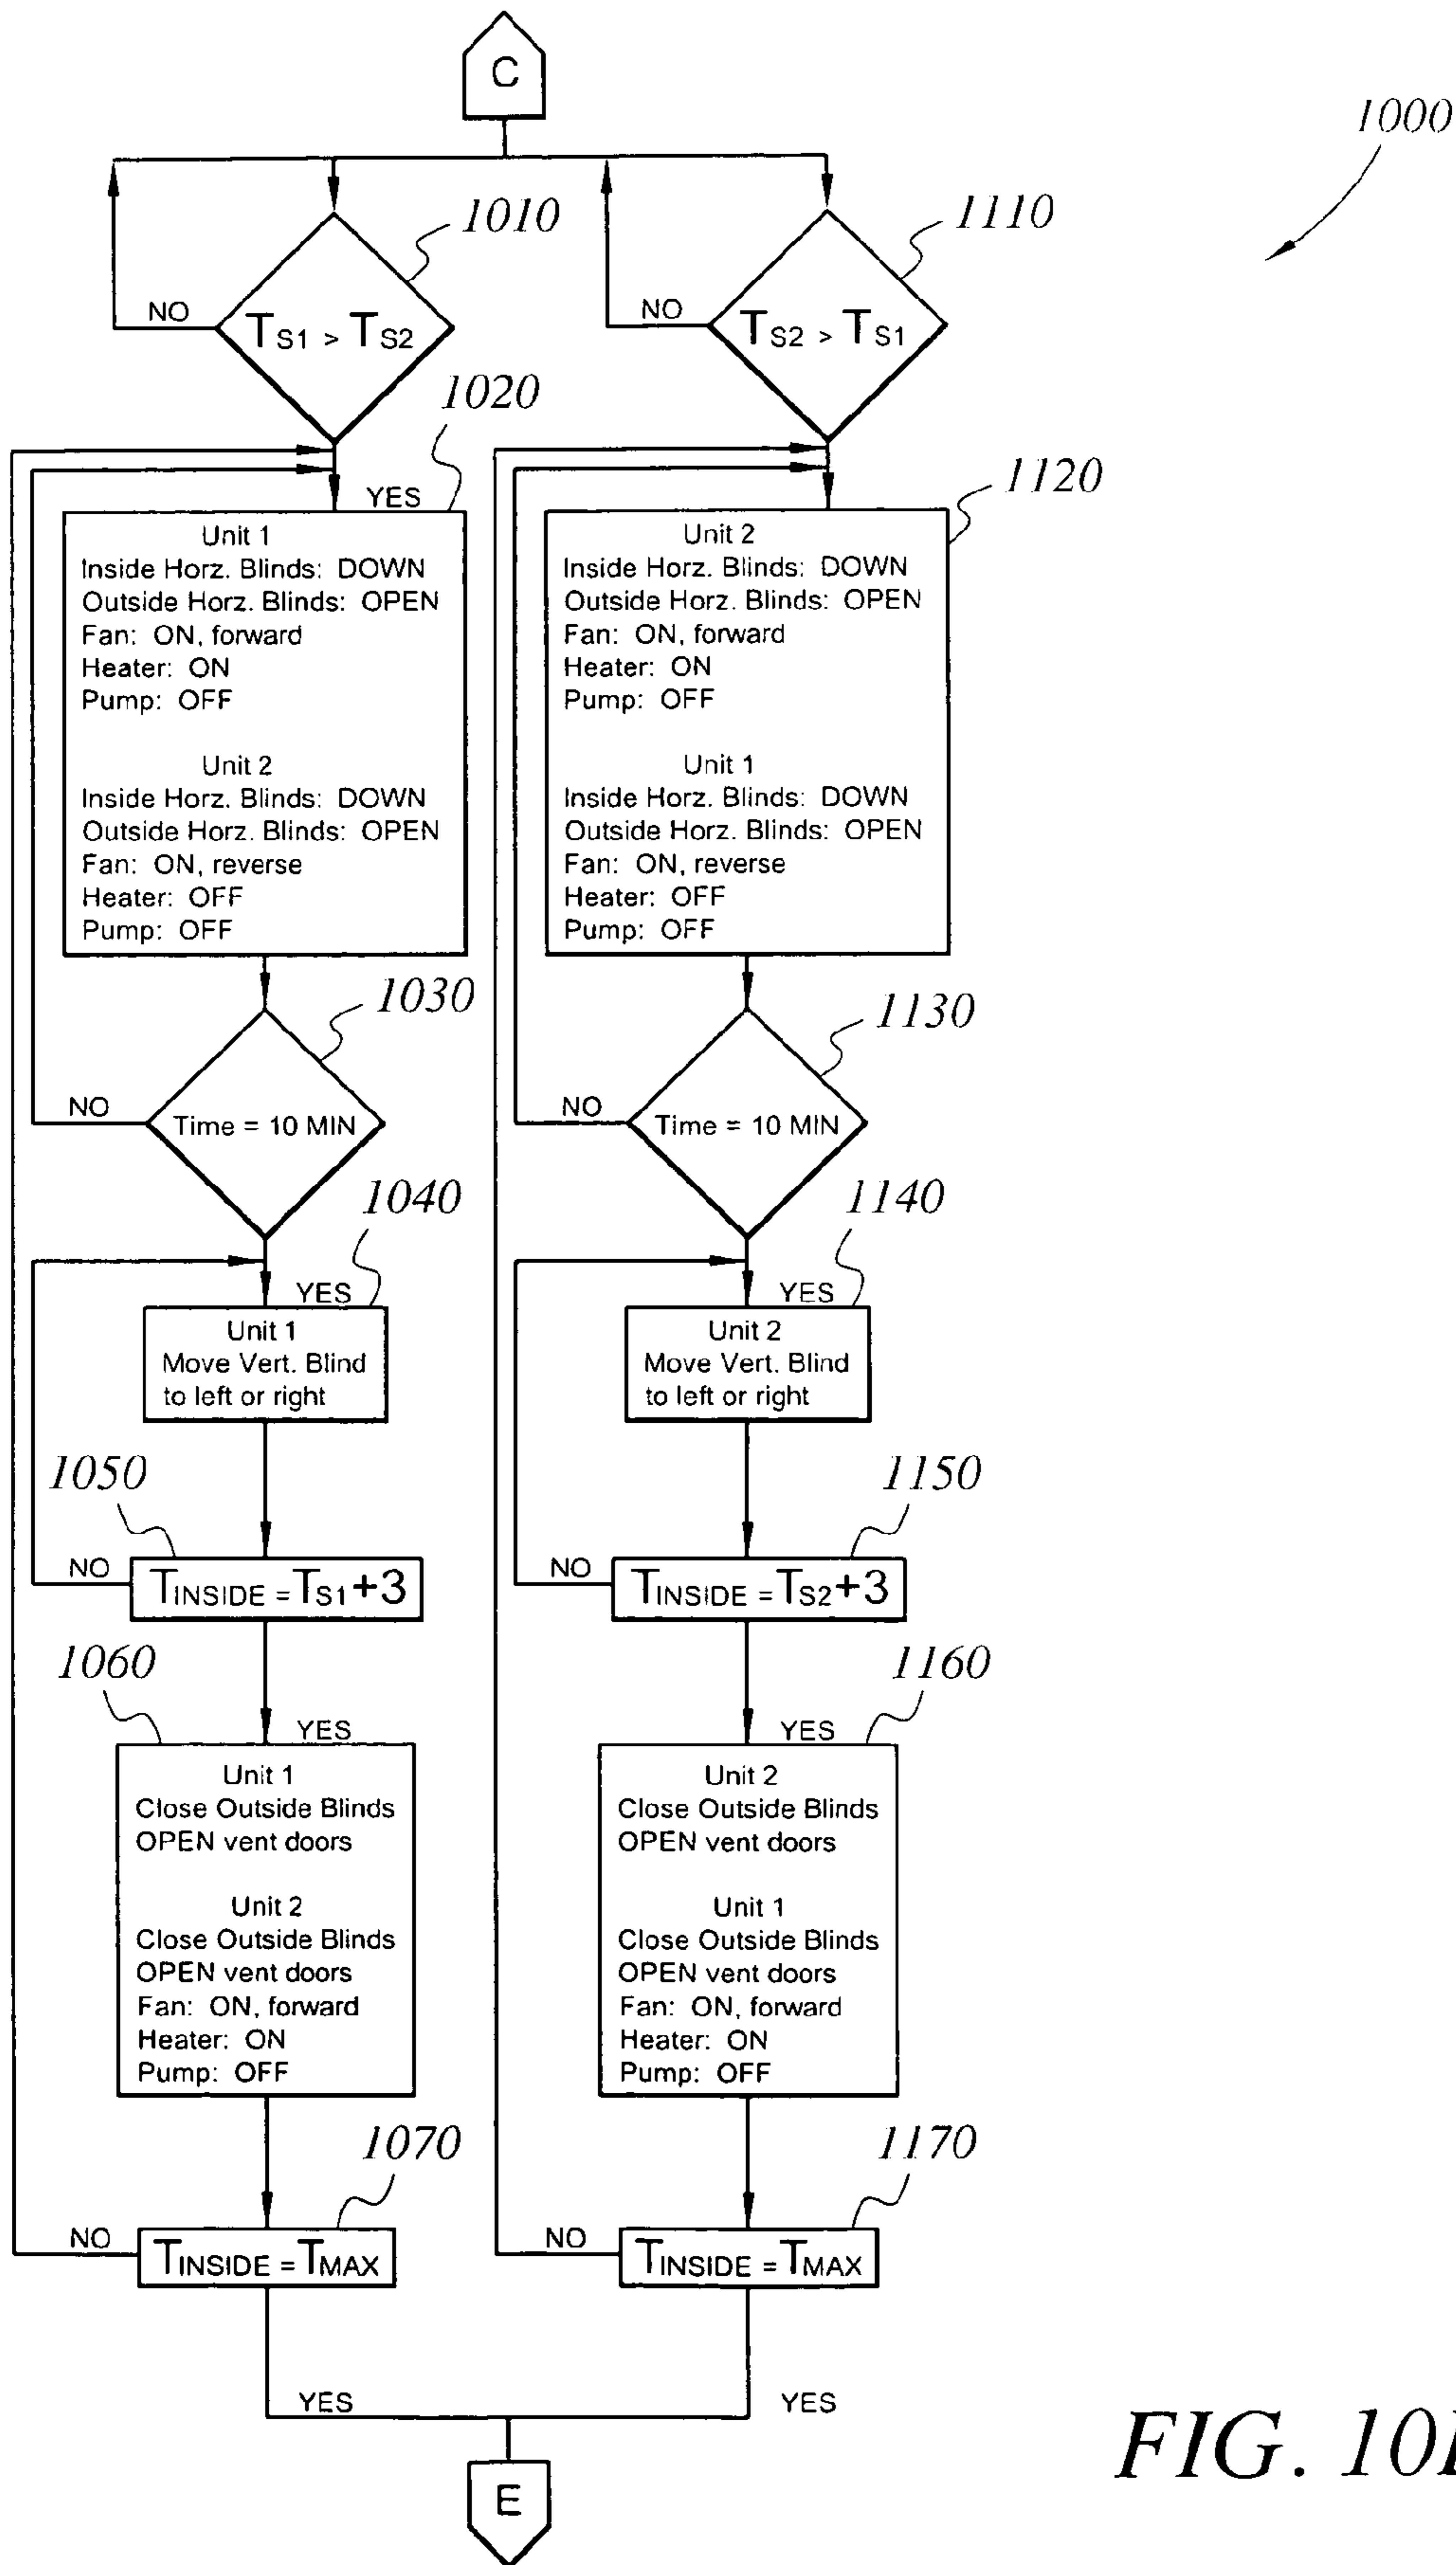 C
1000
1010
NO
TS1 > TS2
1110
NO
TS2 > TS1
1020
YES
Unit 1
Inside Horz. Blinds: DOWN
Outside Horz. Blinds: OPEN
Fan: ON, forward
Heater: ON
Pump: OFF
Unit 2
Inside Horz. Blinds: DOWN
Outside Horz. Blinds: OPEN
Fan: ON, reverse
Heater: OFF
Pump: OFF
1120
Unit 2
Inside Horz. Blinds: DOWN
Outside Horz. Blinds: OPEN
Fan: ON, forward
Heater: ON
Pump: OFF
Unit 1
Inside Horz. Blinds: DOWN
Outside Horz. Blinds: OPEN
Fan: ON, reverse
Heater: OFF
Pump: OFF
1030
NO
Time = 10 MIN
1130
NO
Time = 10 MIN
1040
YES
Unit 1
Move Vert. Blind
to left or right
1140
YES
Unit 2
Move Vert. Blind
to left or right
1050
NO
TINSIDE = TS1+3
1150
NO
TINSIDE = TS2+3
1060
YES
Unit 1
Close Outside Blinds
OPEN vent doors
Unit 2
Close Outside Blinds
OPEN vent doors
Fan: ON, forward
Heater: ON
Pump: OFF
1160
YES
Unit 2
Close Outside Blinds
OPEN vent doors
Unit 1
Close Outside Blinds
OPEN vent doors
Fan: ON, forward
Heater: ON
Pump: OFF
1070
NO
TINSIDE = TMAX
1170
NO
TINSIDE = TMAX
YES
YES
E
FIG.